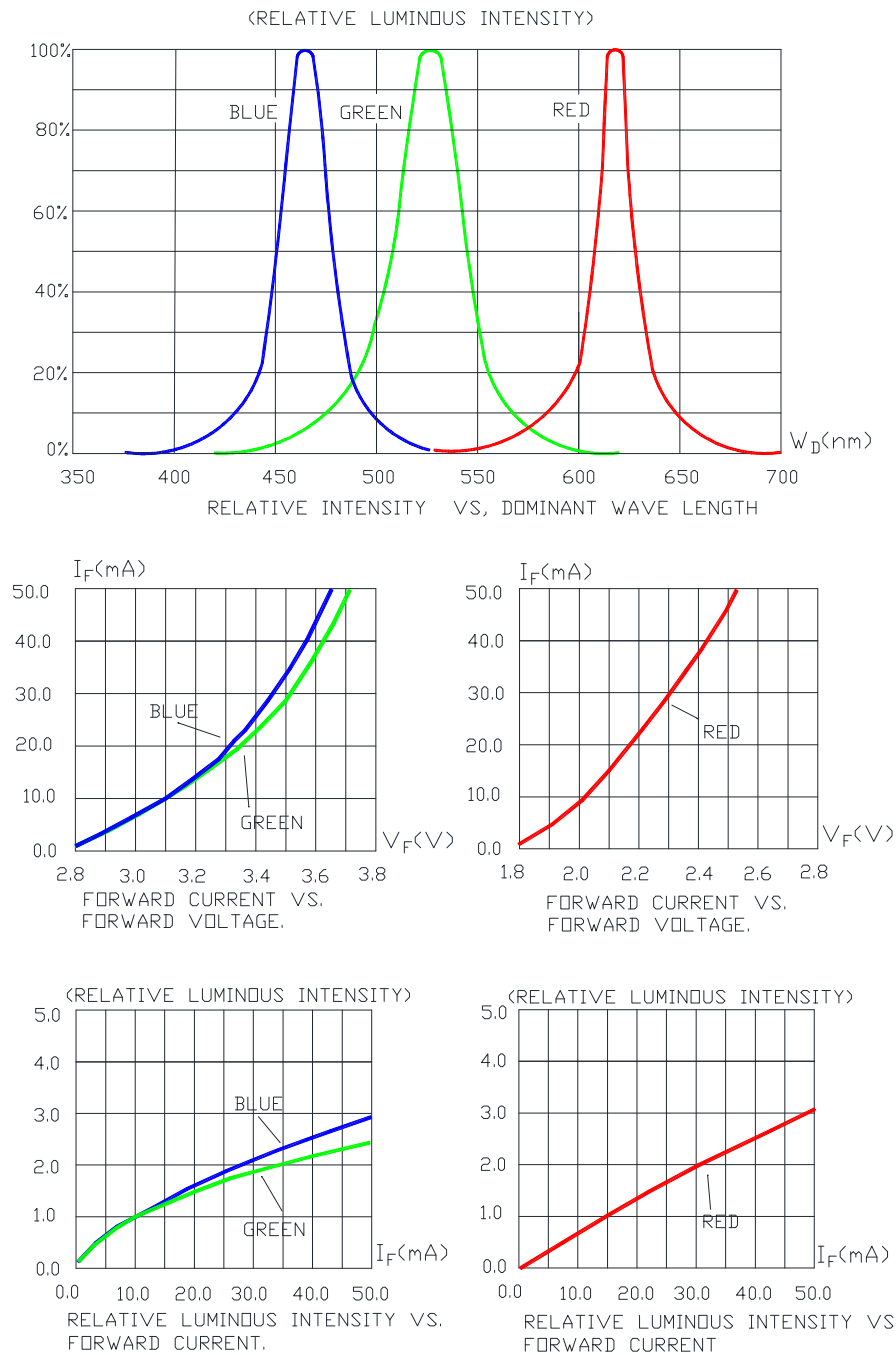 (RELATIVE LUMINOUS INTENSITY)
100%
80%
60%
40%
20%
0%
BLUE
GREEN
RED
W_D(nm)
350 400 450 500 550 600 650 700
RELATIVE INTENSITY VS, DOMINANT WAVE LENGTH
I_F(mA)
50.0
40.0
30.0
20.0
10.0
0.0
BLUE
GREEN
V_F(V)
2.8 3.0 3.2 3.4 3.6 3.8
FORWARD CURRENT VS.
FORWARD VOLTAGE.
I_F(mA)
50.0
40.0
30.0
20.0
10.0
0.0
RED
V_F(V)
1.8 2.0 2.2 2.4 2.6 2.8
FORWARD CURRENT VS.
FORWARD VOLTAGE.
(RELATIVE LUMINOUS INTENSITY)
5.0
4.0
3.0
2.0
1.0
0.0
BLUE
GREEN
I_F(mA)
0.0 10.0 20.0 30.0 40.0 50.0
RELATIVE LUMINOUS INTENSITY VS.
FORWARD CURRENT.
(RELATIVE LUMINOUS INTENSITY)
5.0
4.0
3.0
2.0
1.0
0.0
RED
I_F(mA)
0.0 10.0 20.0 30.0 40.0 50.0
RELATIVE LUMINOUS INTENSITY VS
FORWARD CURRENT